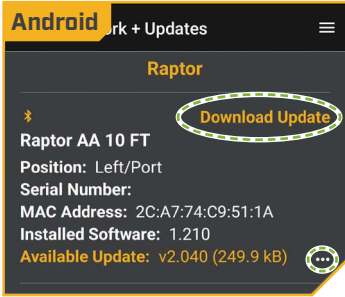 Android
rk + Updates
Raptor
Download Update
Raptor AA 10 FT
Position: Left/Port
Serial Number:
MAC Address: 2C:A7:74:C9:51:1A
Installed Software: 1.210
Available Update: v2.040 (249.9 kB)